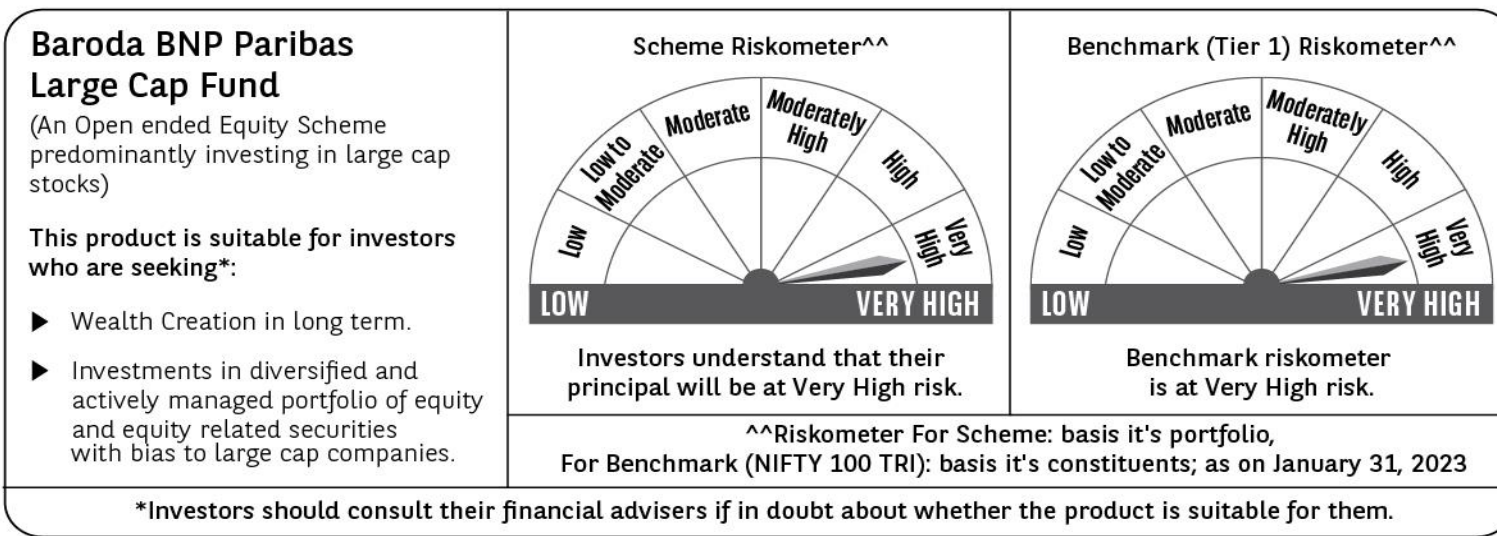 Baroda BNP Paribas
Large Cap Fund
(An Open ended Equity Scheme
predominantly investing in large cap
stocks)
This product is suitable for investors
who are seeking*:
▶ Wealth Creation in long term.
▶ Investments in diversified and
actively managed portfolio of equity
and equity related securities
with bias to large cap companies.
Scheme Riskometer^^
Low
Low to
Moderate
Moderate
Moderately
High
High
Very
High
LOW
VERY HIGH
Investors understand that their
principal will be at Very High risk.
Benchmark (Tier 1) Riskometer^^
Low
Low to
Moderate
Moderate
Moderately
High
High
Very
High
LOW
VERY HIGH
Benchmark riskometer
is at Very High risk.
^^Riskometer For Scheme: basis it's portfolio,
For Benchmark (NIFTY 100 TRI): basis it's constituents; as on January 31, 2023
*Investors should consult their financial advisers if in doubt about whether the product is suitable for them.